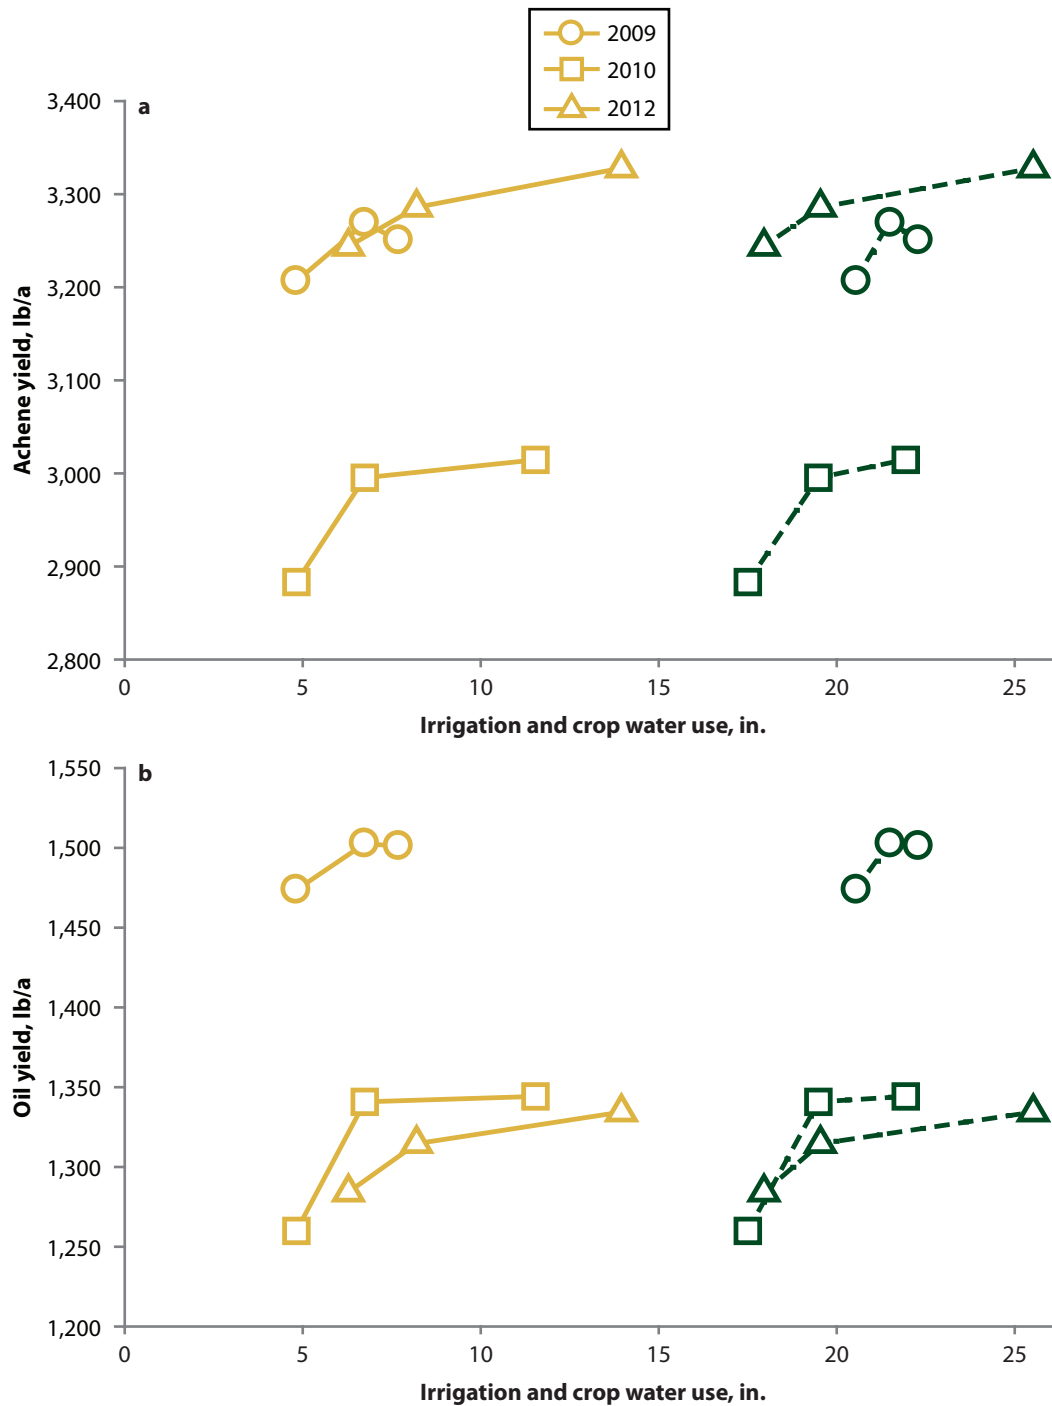 2009
2010
2012
a
3,400
3,300
3,200
3,100
3,000
2,900
2,800
Achene yield, lb/a
0 5 10 15 20 25
Irrigation and crop water use, in.
b
1,550
1,500
1,450
1,400
1,350
1,300
1,250
1,200
Oil yield, lb/a
0 5 10 15 20 25
Irrigation and crop water use, in.